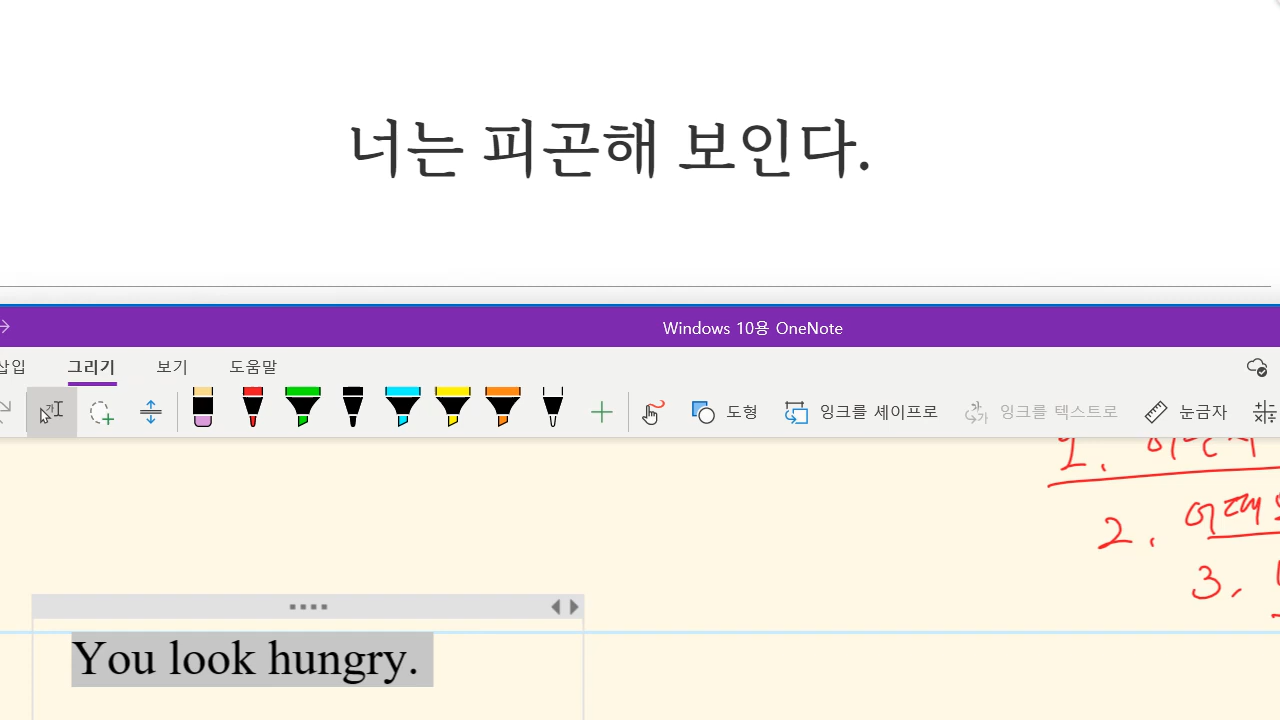 너는 피곤해 보인다.
Windows 10용 OneNote
삽입 그리기 보기 도움말
도형 잉크를 셰이프로 잉크를 텍스트로 눈금자
2.
3.
You look hungry.